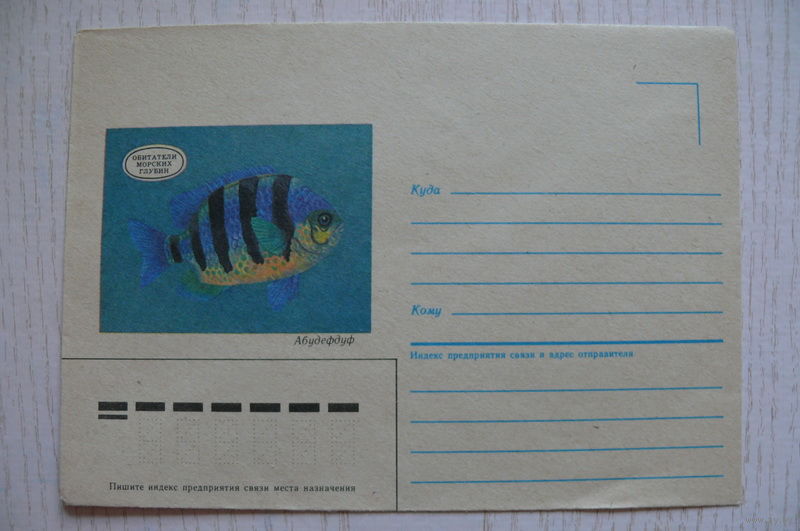 ОБИТАТЕЛИ
МОРСКИХ
ГЛУБИН
Абудефдуф
Куда
Кому
Индекс предприятия связи и адрес отправителя
Пишите индекс предприятия связи места назначения